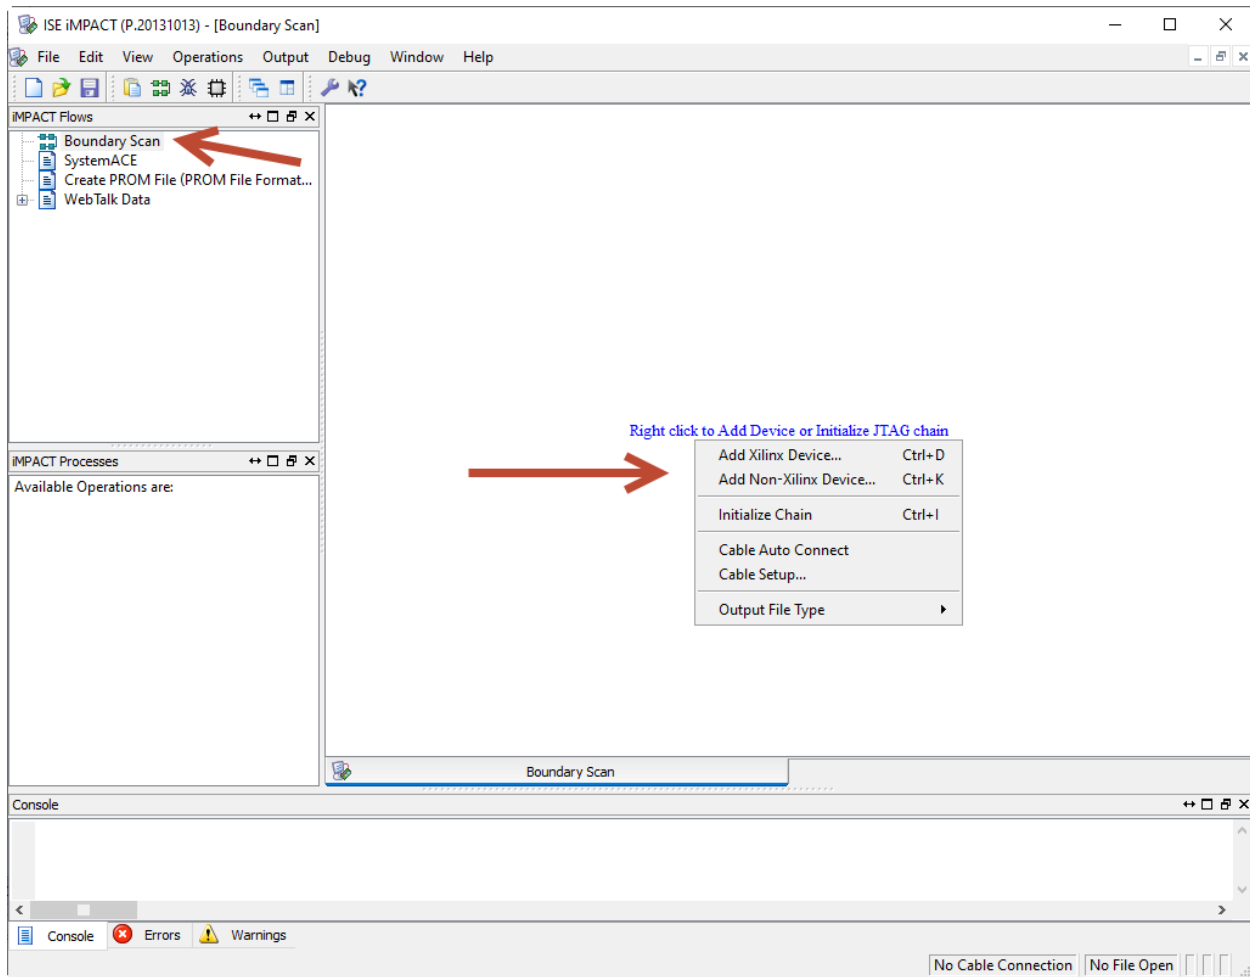 ISE iMPACT (P.20131013) - [Boundary Scan]
File Edit View Operations Output Debug Window Help
iMPACT Flows
Boundary Scan
SystemACE
Create PROM File (PROM File Format...
WebTalk Data
Right click to Add Device or Initialize JTAG chain
Add Xilinx Device... Ctrl+D
Add Non-Xilinx Device... Ctrl+K
Initialize Chain Ctrl+I
Cable Auto Connect
Cable Setup...
Output File Type
iMPACT Processes
Available Operations are:
Boundary Scan
Console
Console Errors Warnings
No Cable Connection No File Open